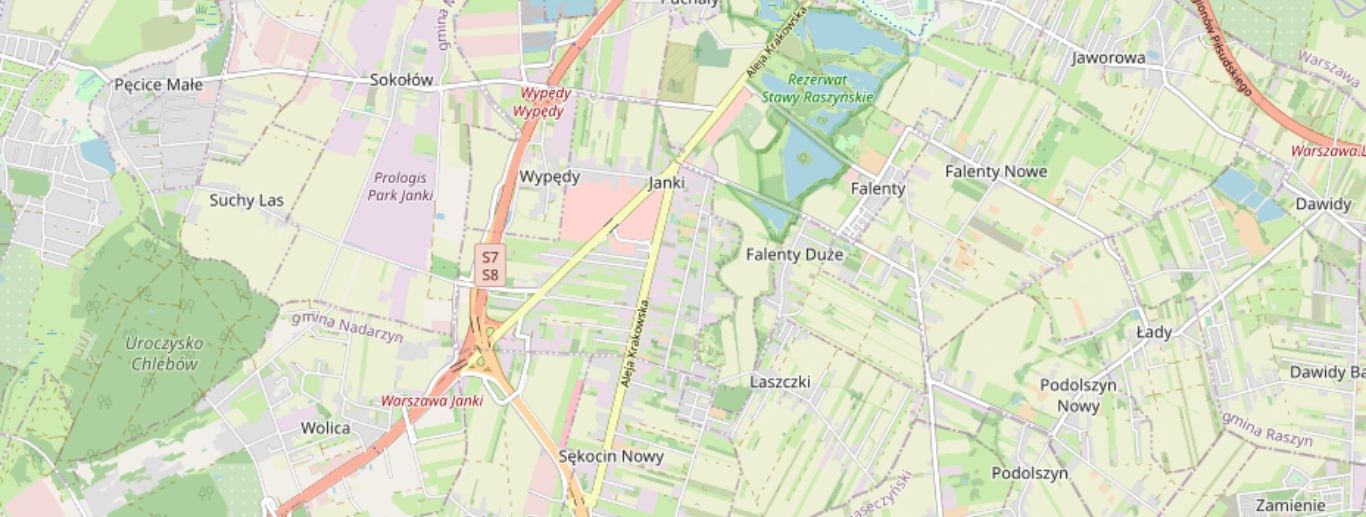 Aleja Krakowska
Jaworowa
Warszawa
gmina
Pęcice Małe
Sokołów
Wypędy
Wypędy
Rezerwat
Stawy Raszyńskie
Piłsudskiego
Warszawa L
Prologis
Park Janki
Wypędy
Janki
Falenty
Falenty Nowe
Suchy Las
Dawidy
S7
S8
Falenty Duże
gmina Nadarzyn
Uroczysko
Chlebów
Aleja Krakowska
Łady
Laszczki
Dawidy Ba
Podolszyn
Nowy
Warszawa Janki
Wolica
gmina Raszyn
Sękocin Nowy
Podolszyn
Zamienie